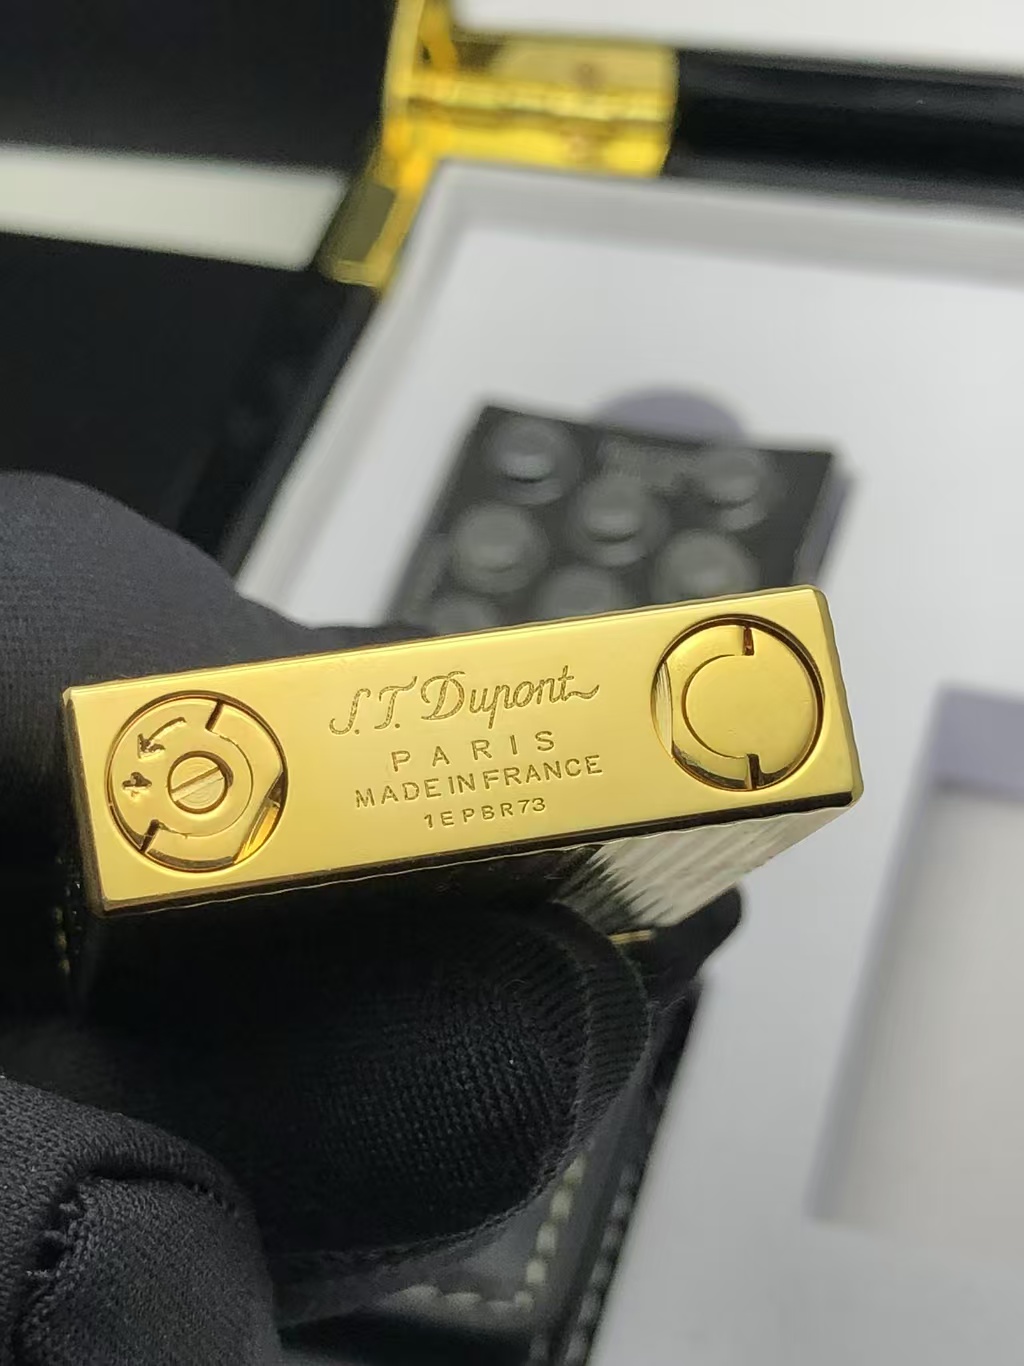 S.T. Dupont
PARIS
MADE IN FRANCE
1EPBR73